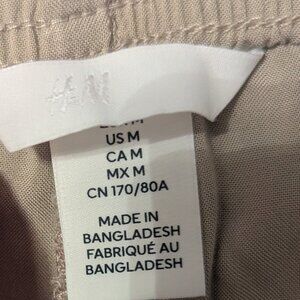 H&M
US M
CA M
MX M
CN 170/80A
MADE IN
BANGLADESH
FABRIQUÉ AU
BANGLADESH